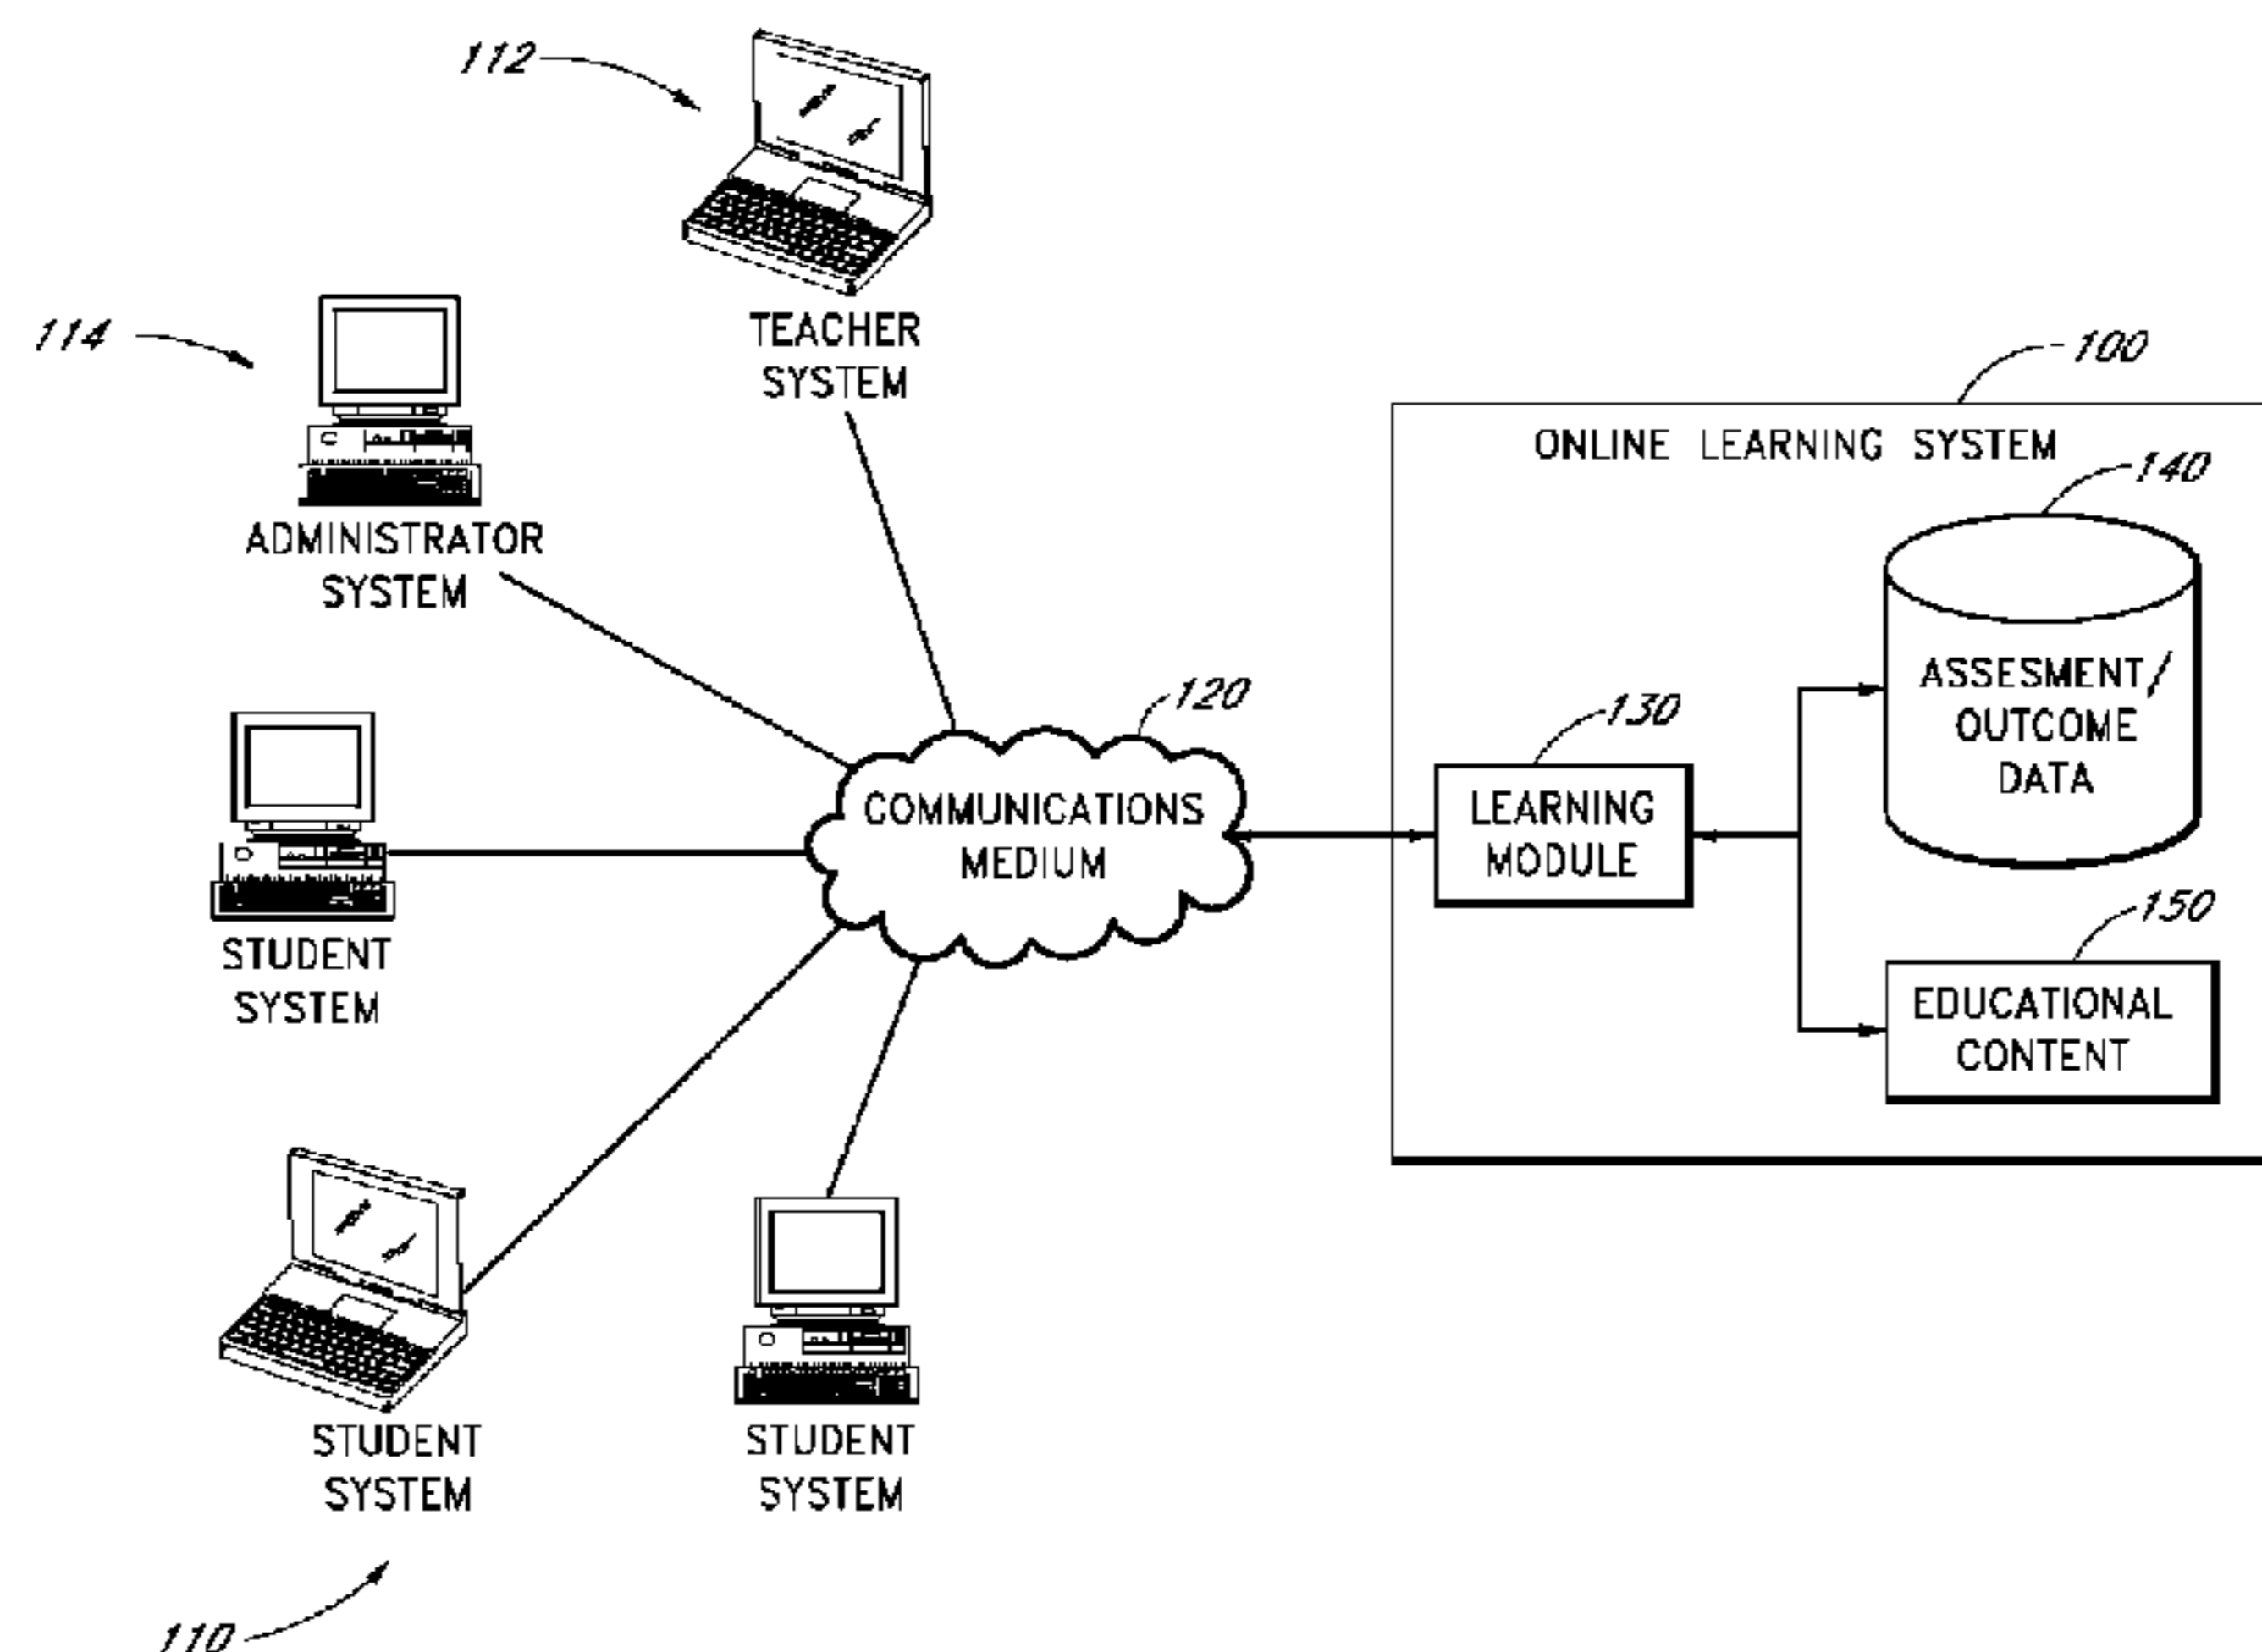 112
114
TEACHER
SYSTEM
100
ONLINE LEARNING SYSTEM
140
ADMINISTRATOR
SYSTEM
120
130
ASSESMENT/
OUTCOME
DATA
COMMUNICATIONS
MEDIUM
LEARNING
MODULE
150
STUDENT
SYSTEM
EDUCATIONAL
CONTENT
STUDENT
SYSTEM
STUDENT
SYSTEM
110